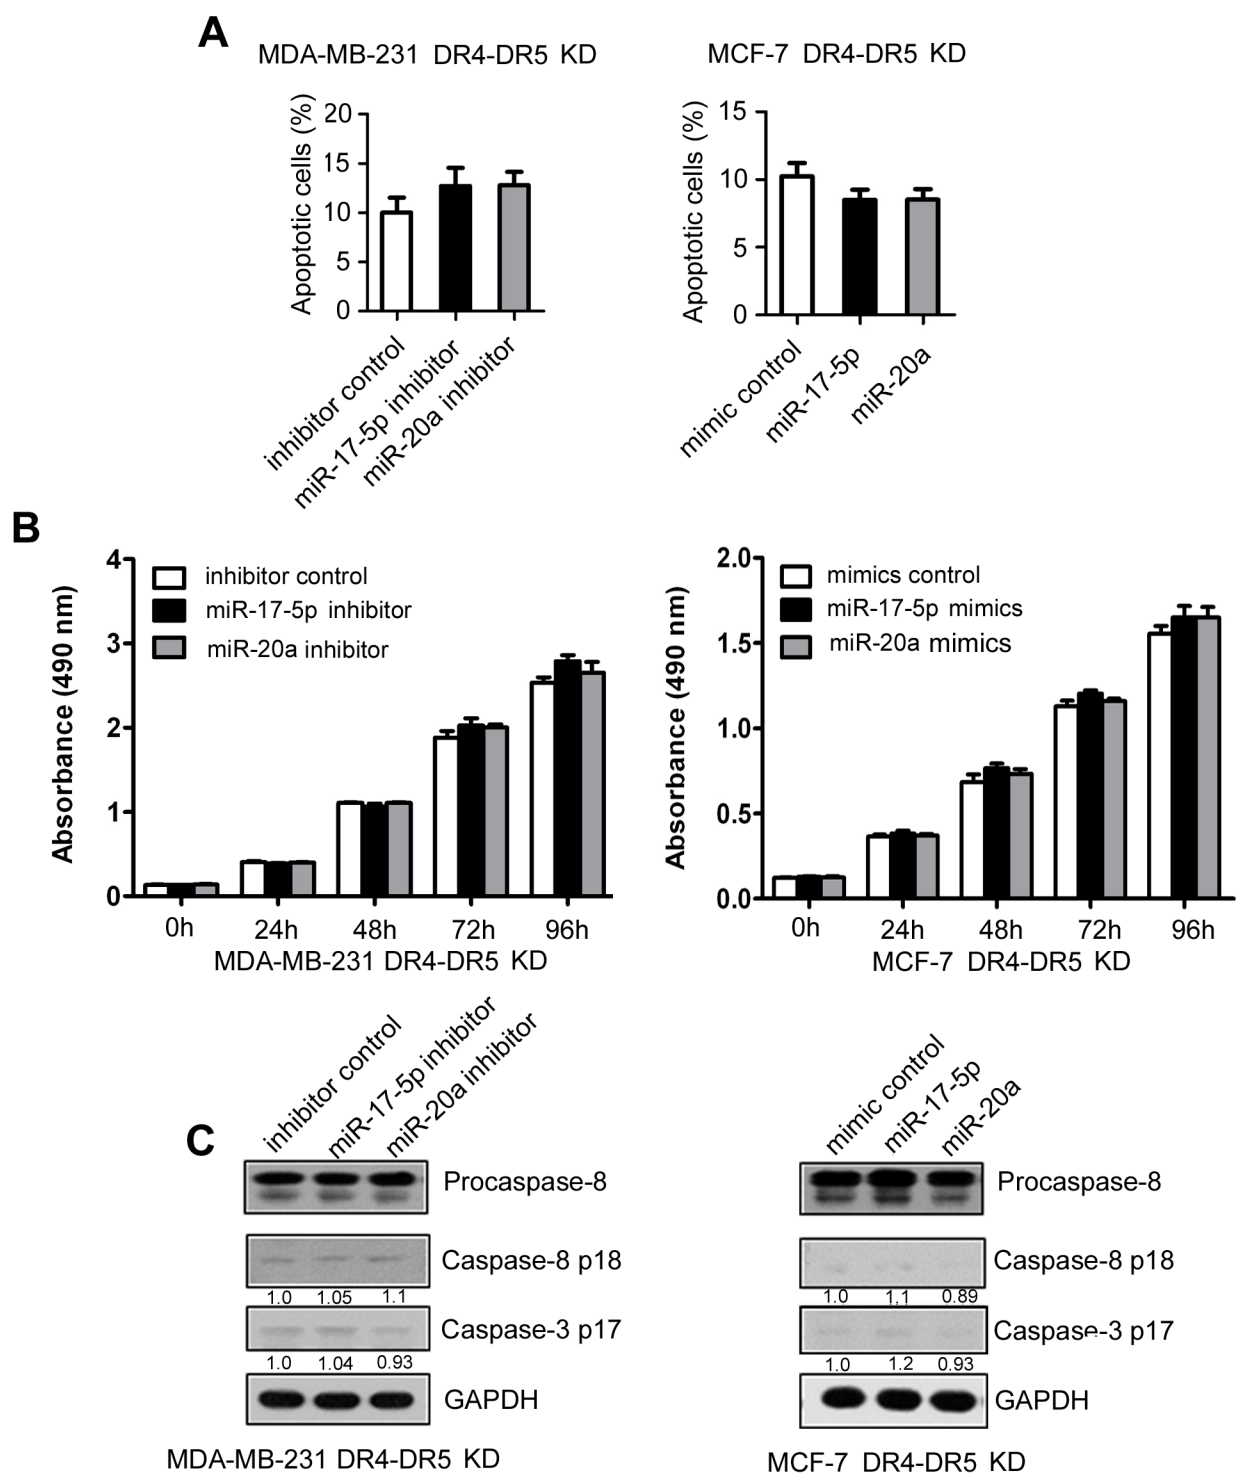 A
MDA-MB-231 DR4-DR5 KD
MCF-7 DR4-DR5 KD
Apoptotic cells (%)
20
15
10
5
0
inhibitor control
miR-17-5p inhibitor
miR-20a inhibitor
Apoptotic cells (%)
15
10
5
0
mimic control
miR-17-5p
miR-20a
B
Absorbance (490 nm)
4
3
2
1
0
inhibitor control
miR-17-5p inhibitor
miR-20a inhibitor
0h 24h 48h 72h 96h
MDA-MB-231 DR4-DR5 KD
Absorbance (490 nm)
2.0
1.5
1.0
0.5
0.0
mimics control
miR-17-5p mimics
miR-20a mimics
0h 24h 48h 72h 96h
MCF-7 DR4-DR5 KD
C
inhibitor control
miR-17-5p inhibitor
miR-20a inhibitor
Procaspase-8
Caspase-8 p18
1.0 1.05 1.1
Caspase-3 p17
1.0 1.04 0.93
GAPDH
MDA-MB-231 DR4-DR5 KD
mimic control
miR-17-5p
miR-20a
Procaspase-8
Caspase-8 p18
1.0 1,1 0.89
Caspase-3 p17
1.0 1.2 0.93
GAPDH
MCF-7 DR4-DR5 KD